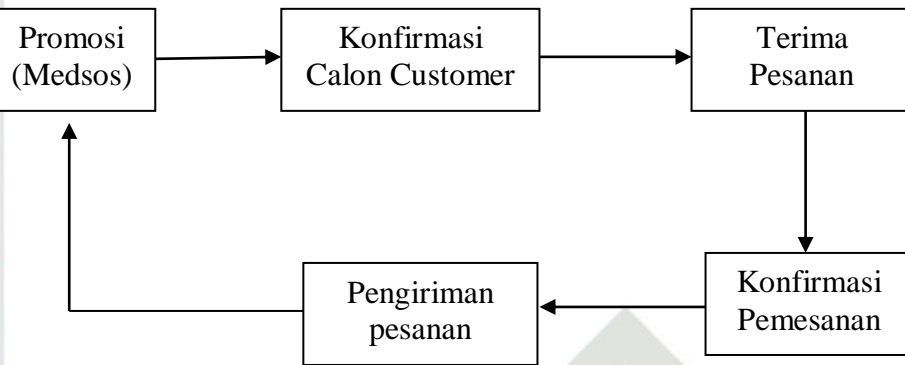 Promosi
(Medsos)
Konfirmasi
Calon Customer
Terima
Pesanan
Konfirmasi
Pemesanan
Pengiriman
pesanan